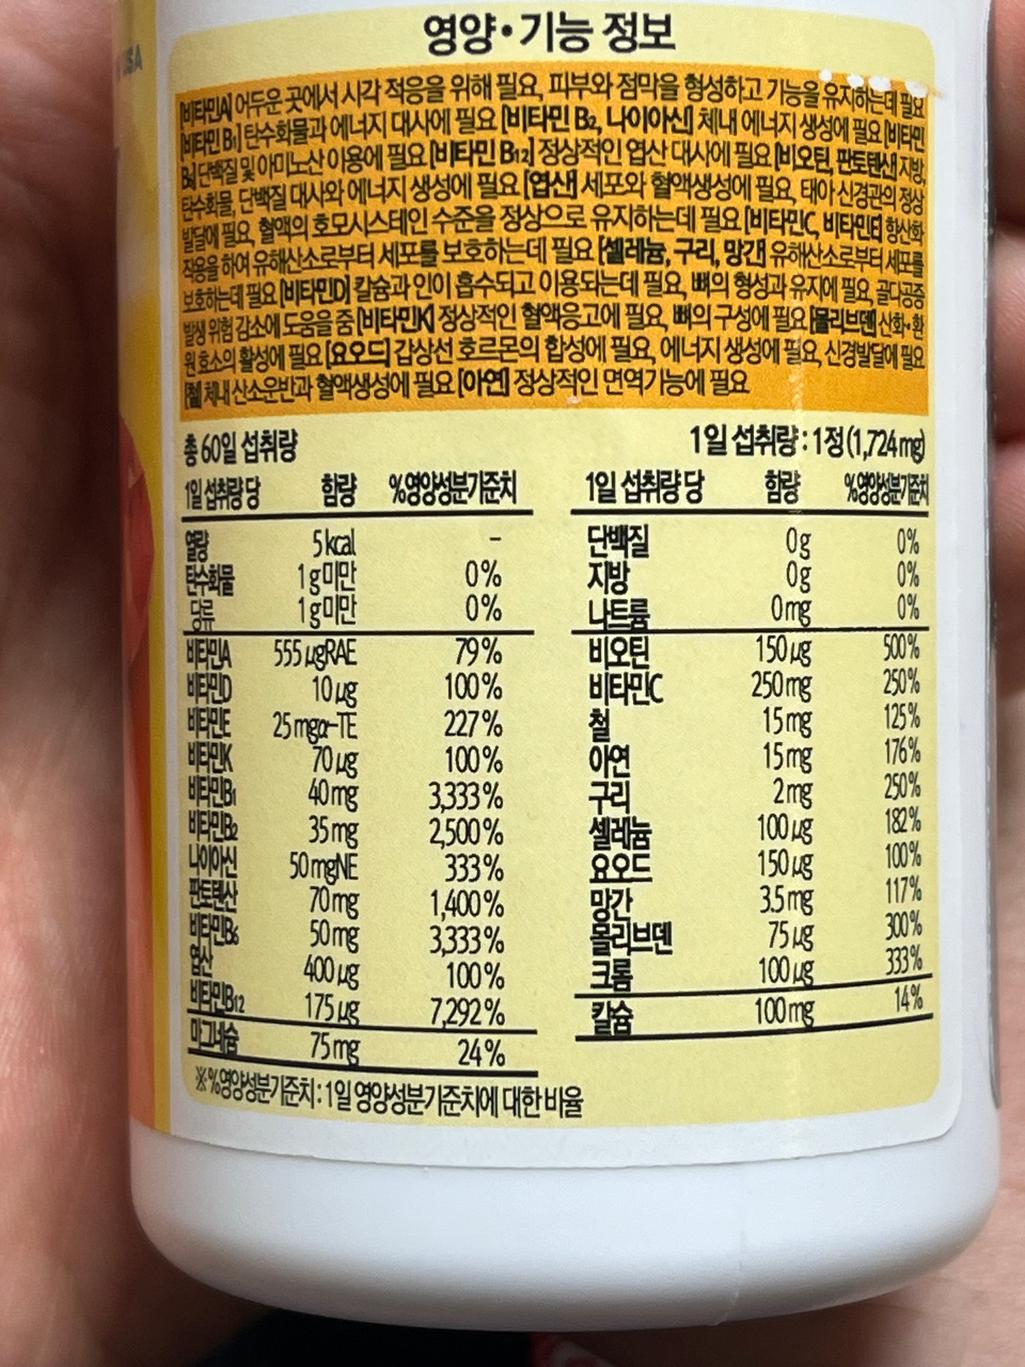 USA
영양·기능 정보
[비타민A] 어두운 곳에서 시각 적응을 위해 필요, 피부와 점막을 형성하고 기능을 유지하는데 필요
[비타민 B₁] 탄수화물과 에너지 대사에 필요 [비타민 B₂, 나이아신] 체내 에너지 생성에 필요 [비타민
B₆] 단백질 및 아미노산 이용에 필요 [비타민 B₁₂] 정상적인 엽산 대사에 필요 [비오틴, 판토텐산] 지방,
탄수화물, 단백질 대사와 에너지 생성에 필요 [엽산] 세포와 혈액생성에 필요, 태아 신경관의 정상
발달에 필요, 혈액의 호모시스테인 수준을 정상으로 유지하는데 필요 [비타민C, 비타민E] 항산화
작용을 하여 유해산소로부터 세포를 보호하는데 필요 [셀레늄, 구리, 망간] 유해산소로부터 세포를
보호하는데 필요 [비타민D] 칼슘과 인이 흡수되고 이용되는데 필요, 뼈의 형성과 유지에 필요, 골다공증
발생 위험 감소에 도움을 줌 [비타민K] 정상적인 혈액응고에 필요, 뼈의 구성에 필요 [몰리브덴] 산화·환
원 효소의 활성에 필요 [요오드] 갑상선 호르몬의 합성에 필요, 에너지 생성에 필요, 신경발달에 필요
[철] 체내 산소운반과 혈액생성에 필요 [아연] 정상적인 면역기능에 필요
총 60일 섭취량 1일 섭취량 : 1정 (1,724 mg)
1일 섭취량 당 함량 %영양성분기준치
열량 5 kcal –
탄수화물 1 g 미만 0%
당류 1 g 미만 0%
비타민A 555 μgRAE 79%
비타민D 10 μg 100%
비타민E 25 mgα-TE 227%
비타민K 70 μg 100%
비타민B₁ 40 mg 3,333%
비타민B₂ 35 mg 2,500%
나이아신 50 mgNE 333%
판토텐산 70 mg 1,400%
비타민B₆ 50 mg 3,333%
엽산 400 μg 100%
비타민B₁₂ 175 μg 7,292%
마그네슘 75 mg 24%
1일 섭취량 당 함량 %영양성분기준치
단백질 0 g 0%
지방 0 g 0%
나트륨 0 mg 0%
비오틴 150 μg 500%
비타민C 250 mg 250%
철 15 mg 125%
아연 15 mg 176%
구리 2 mg 250%
셀레늄 100 μg 182%
요오드 150 μg 100%
망간 3.5 mg 117%
몰리브덴 75 μg 300%
크롬 100 μg 333%
칼슘 100 mg 14%
※%영양성분기준치 : 1일 영양성분기준치에 대한 비율